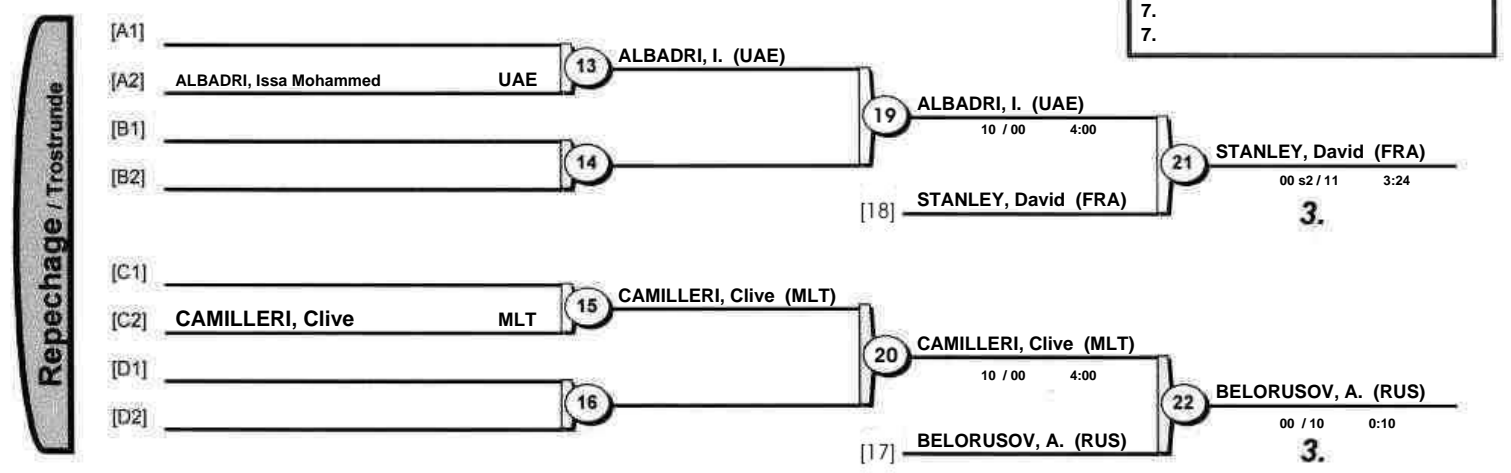 7.
7.
Repechage / Trostrunde
[A1]
[A2] ALBADRI, Issa Mohammed UAE
13 ALBADRI, I. (UAE)
[B1]
[B2]
14
19 ALBADRI, I. (UAE)
10 / 00 4:00
[18] STANLEY, David (FRA)
21 STANLEY, David (FRA)
00 s2 / 11 3:24
3.
[C1]
[C2] CAMILLERI, Clive MLT
15 CAMILLERI, Clive (MLT)
[D1]
[D2]
16
20 CAMILLERI, Clive (MLT)
10 / 00 4:00
[17] BELORUSOV, A. (RUS)
22 BELORUSOV, A. (RUS)
00 / 10 0:10
3.